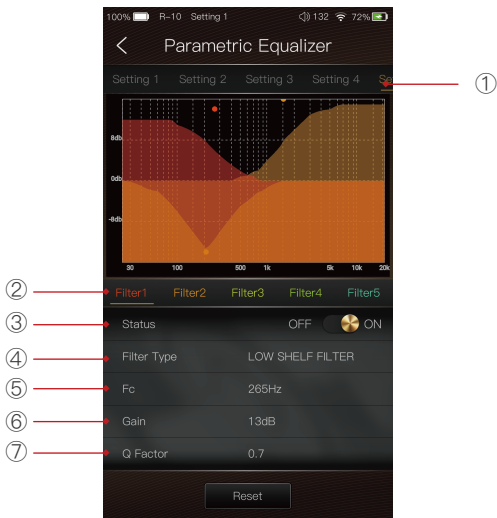 100% R-10 Setting 1 132 72%
Parametric Equalizer
Setting 1 Setting 2 Setting 3 Setting 4 Se
①
8db
0db
-8db
30 100 500 1k 5k 10k 20k
② Filter1 Filter2 Filter3 Filter4 Filter5
③ Status OFF ON
④ Filter Type LOW SHELF FILTER
⑤ Fc 265Hz
⑥ Gain 13dB
⑦ Q Factor 0.7
Reset